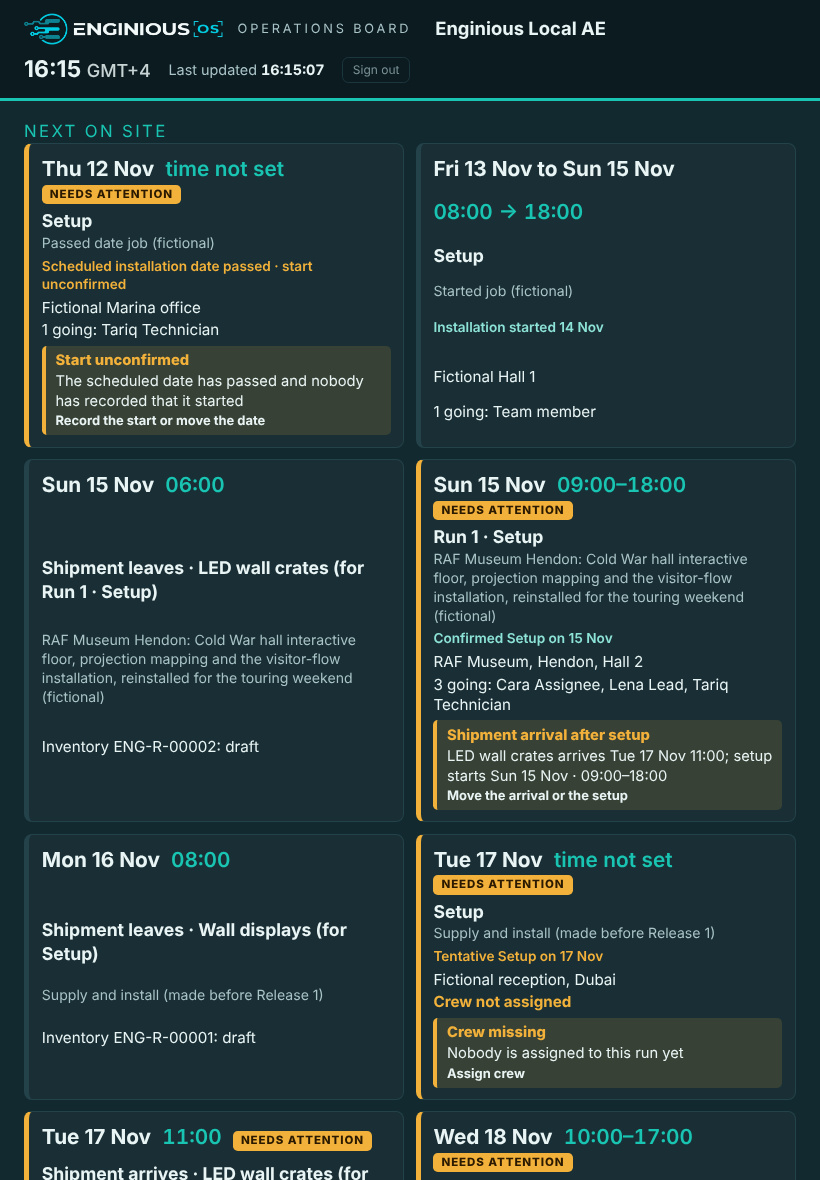 ENGINIOUS [OS] OPERATIONS BOARD Enginious Local AE
16:15 GMT+4 Last updated 16:15:07 Sign out
NEXT ON SITE
Thu 12 Nov time not set
NEEDS ATTENTION
Setup
Passed date job (fictional)
Scheduled installation date passed · start
unconfirmed
Fictional Marina office
1 going: Tariq Technician
Start unconfirmed
The scheduled date has passed and nobody
has recorded that it started
Record the start or move the date
Fri 13 Nov to Sun 15 Nov
08:00 → 18:00
Setup
Started job (fictional)
Installation started 14 Nov
Fictional Hall 1
1 going: Team member
Sun 15 Nov 06:00
Shipment leaves · LED wall crates (for
Run 1 · Setup)
RAF Museum Hendon: Cold War hall interactive
floor, projection mapping and the visitor-flow
installation, reinstalled for the touring weekend
(fictional)
Inventory ENG-R-00002: draft
Sun 15 Nov 09:00–18:00
NEEDS ATTENTION
Run 1 · Setup
RAF Museum Hendon: Cold War hall interactive
floor, projection mapping and the visitor-flow
installation, reinstalled for the touring weekend
(fictional)
Confirmed Setup on 15 Nov
RAF Museum, Hendon, Hall 2
3 going: Cara Assignee, Lena Lead, Tariq
Technician
Shipment arrival after setup
LED wall crates arrives Tue 17 Nov 11:00; setup
starts Sun 15 Nov · 09:00–18:00
Move the arrival or the setup
Mon 16 Nov 08:00
Shipment leaves · Wall displays (for
Setup)
Supply and install (made before Release 1)
Inventory ENG-R-00001: draft
Tue 17 Nov time not set
NEEDS ATTENTION
Setup
Supply and install (made before Release 1)
Tentative Setup on 17 Nov
Fictional reception, Dubai
Crew not assigned
Crew missing
Nobody is assigned to this run yet
Assign crew
Tue 17 Nov 11:00 NEEDS ATTENTION
Shipment arrives · LED wall crates (for
Wed 18 Nov 10:00–17:00
NEEDS ATTENTION